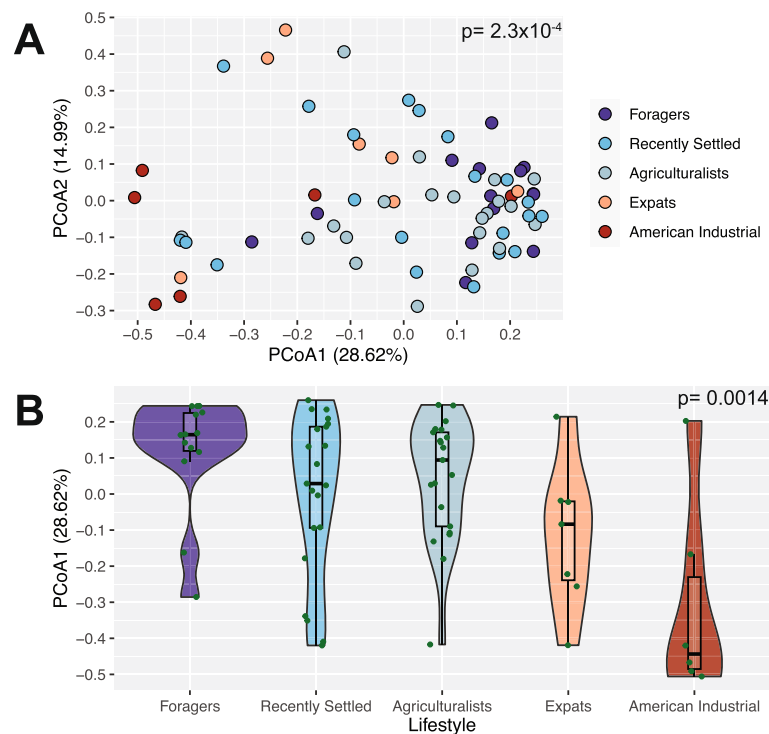 A
p= 2.3x10⁻⁴
0.5
0.4
0.3
0.2
0.1
0.0
−0.1
−0.2
−0.3
PCoA2 (14.99%)
−0.5 −0.4 −0.3 −0.2 −0.1 0.0 0.1 0.2
PCoA1 (28.62%)
Foragers
Recently Settled
Agriculturalists
Expats
American Industrial
B
p= 0.0014
0.2
0.1
0.0
−0.1
−0.2
−0.3
−0.4
−0.5
PCoA1 (28.62%)
Foragers Recently Settled Agriculturalists Expats American Industrial
Lifestyle